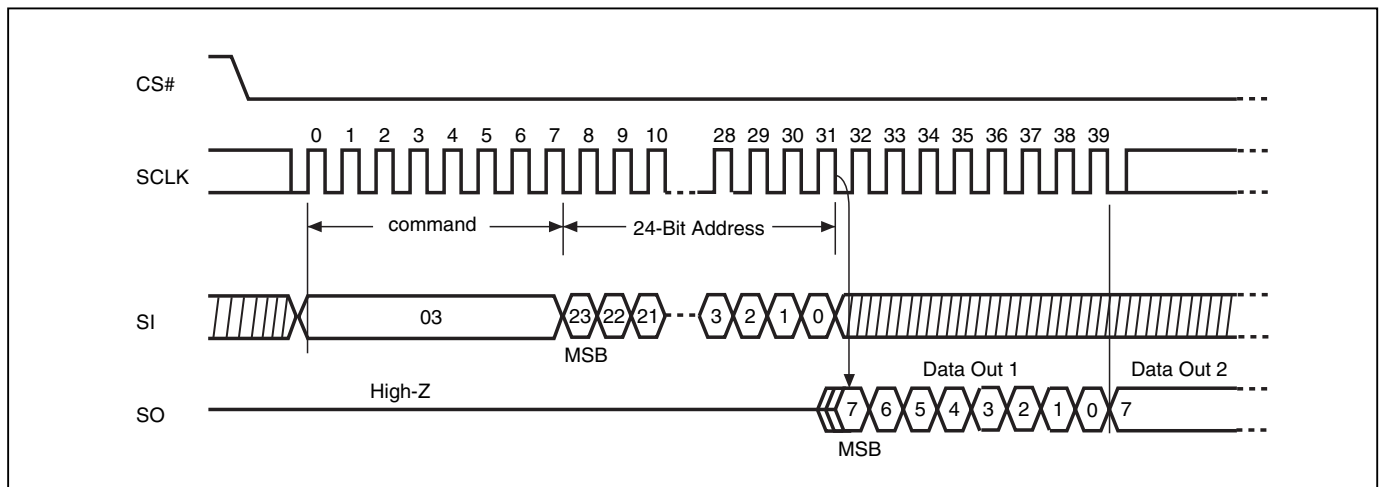 CS#
0 1 2 3 4 5 6 7 8 9 10 28 29 30 31 32 33 34 35 36 37 38 39
SCLK
command 24-Bit Address
SI 03 23 22 21 3 2 1 0
MSB
High-Z Data Out 1 Data Out 2
SO 7 6 5 4 3 2 1 0 7
MSB